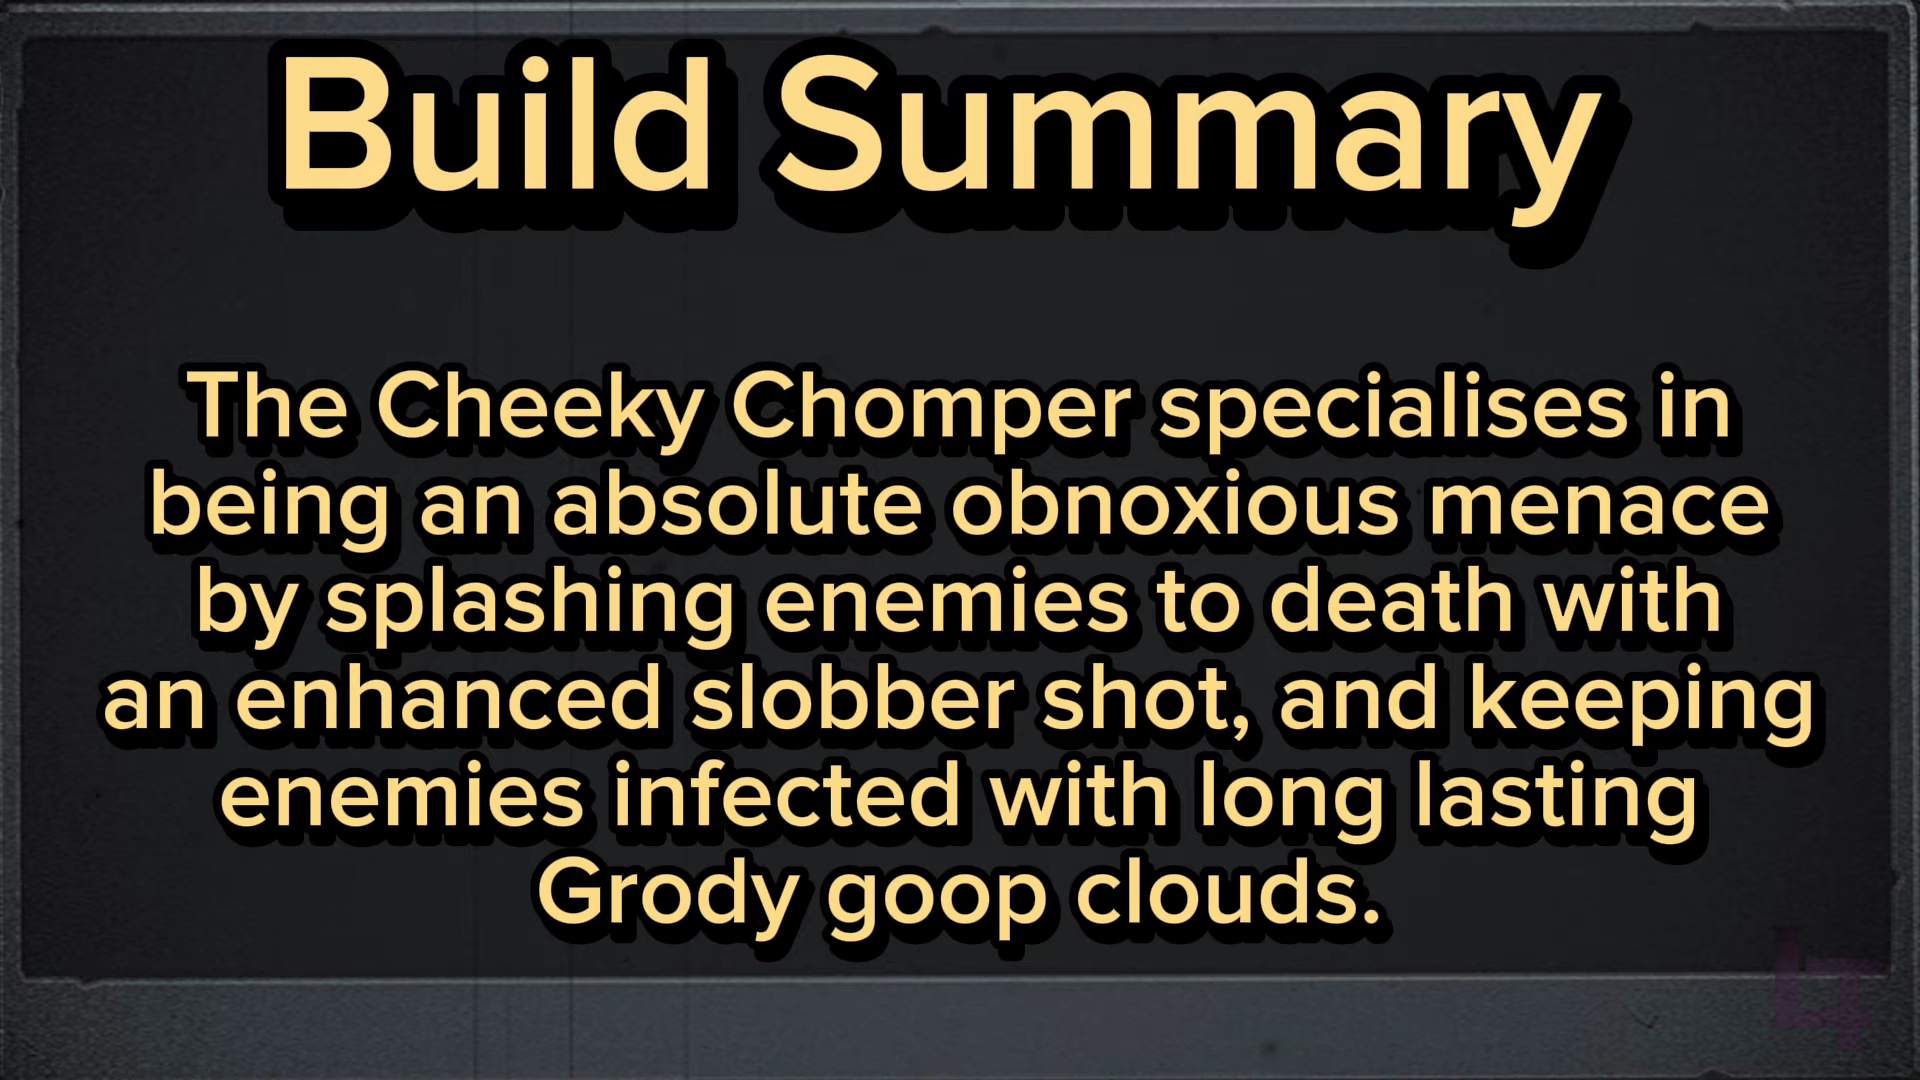 Build Summary
The Cheeky Chomper specialises in
being an absolute obnoxious menace
by splashing enemies to death with
an enhanced slobber shot, and keeping
enemies infected with long lasting
Grody goop clouds.